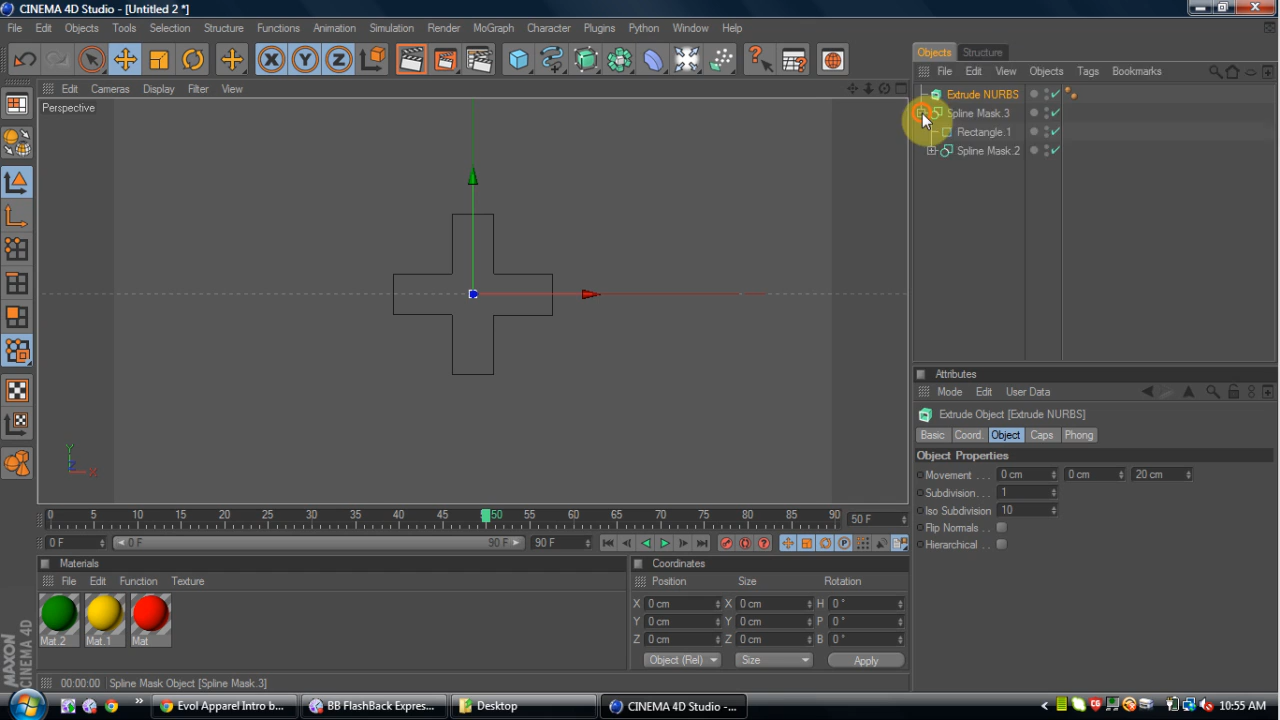 CINEMA 4D Studio - [Untitled 2 *]
File Edit Objects Tools Selection Structure Functions Animation Simulation Render MoGraph Character Plugins Python Window Help
Edit Cameras Display Filter View
Perspective
Y
X
Z
0 5 10 15 20 25 30 35 40 45 50 55 60 65 70 75 80 85 90 50 F
0 F 0 F 90 F 90 F
Materials
File Edit Function Texture
Mat.2 Mat.1 Mat
Coordinates
Position Size Rotation
X 0 cm X 0 cm H 0 °
Y 0 cm Y 0 cm P 0 °
Z 0 cm Z 0 cm B 0 °
Object (Rel) Size Apply
00:00:00 Spline Mask Object [Spline Mask.3]
MAXON
CINEMA 4D
Objects Structure
File Edit View Objects Tags Bookmarks
Extrude NURBS
Spline Mask.3
Rectangle.1
Spline Mask.2
Attributes
Mode Edit User Data
Extrude Object [Extrude NURBS]
Basic Coord. Object Caps Phong
Object Properties
Movement . . . 0 cm 0 cm 20 cm
Subdivision . . 1
Iso Subdivision 10
Flip Normals .
Hierarchical . .
Evol Apparel Intro b... BB FlashBack Expres... Desktop CINEMA 4D Studio -... 10:55 AM